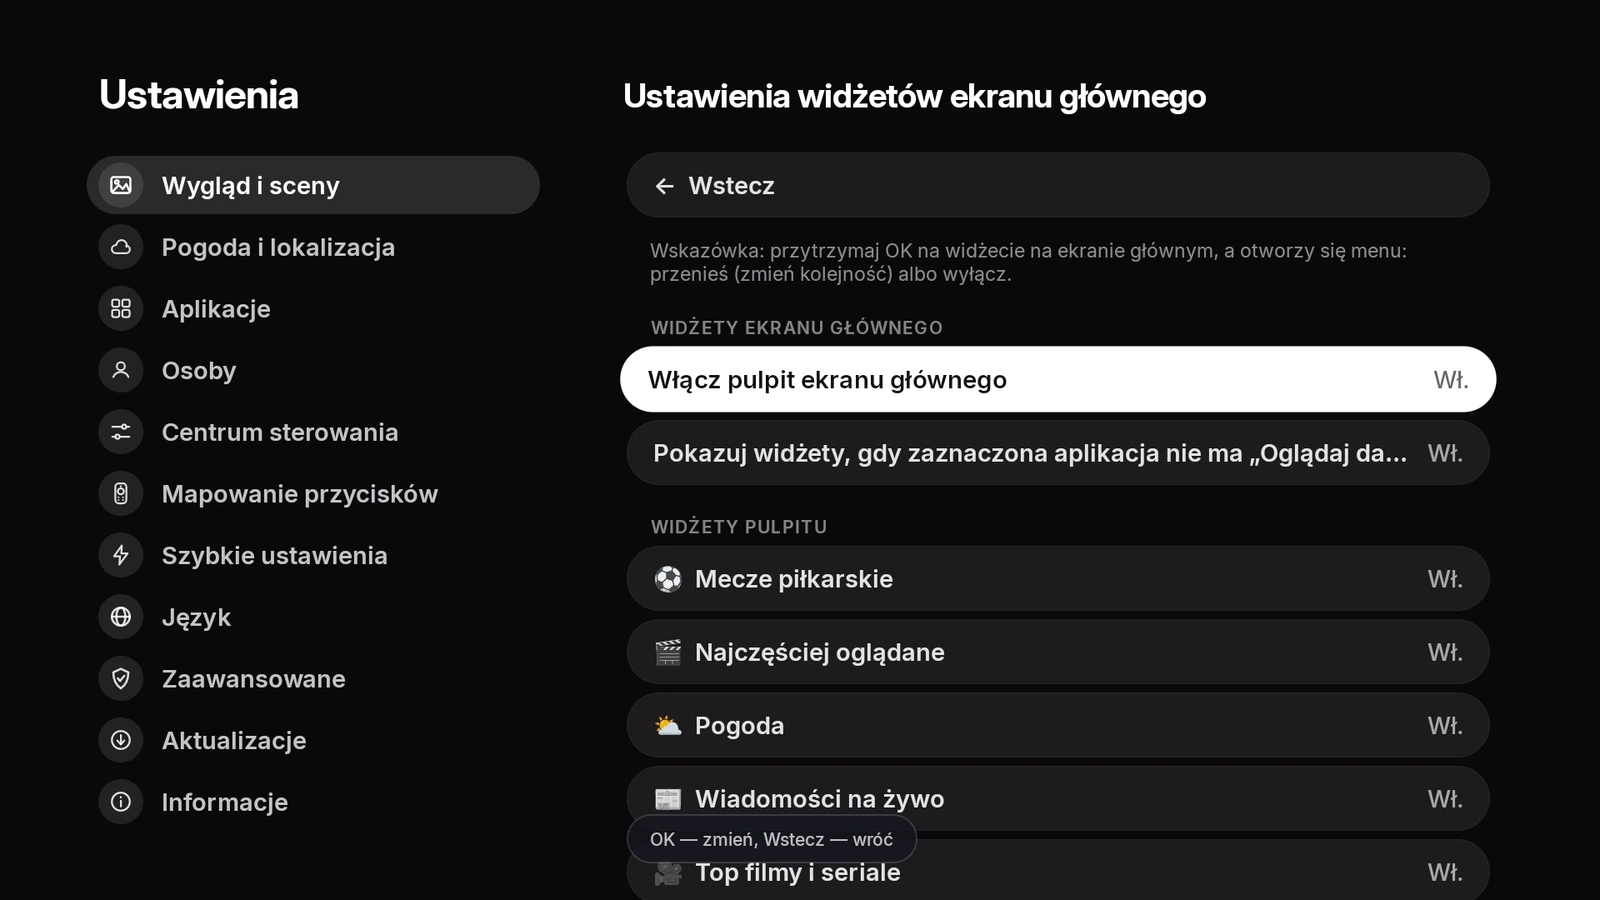 Ustawienia
Wygląd i sceny
Pogoda i lokalizacja
Aplikacje
Osoby
Centrum sterowania
Mapowanie przycisków
Szybkie ustawienia
Język
Zaawansowane
Aktualizacje
Informacje
Ustawienia widżetów ekranu głównego
Wstecz
Wskazówka: przytrzymaj OK na widżecie na ekranie głównym, a otworzy się menu:
przenieś (zmień kolejność) albo wyłącz.
WIDŻETY EKRANU GŁÓWNEGO
Włącz pulpit ekranu głównego Wł.
Pokazuj widżety, gdy zaznaczona aplikacja nie ma „Oglądaj da... Wł.
WIDŻETY PULPITU
Mecze piłkarskie Wł.
Najczęściej oglądane Wł.
Pogoda Wł.
Wiadomości na żywo Wł.
OK — zmień, Wstecz — wróć
Top filmy i seriale Wł.